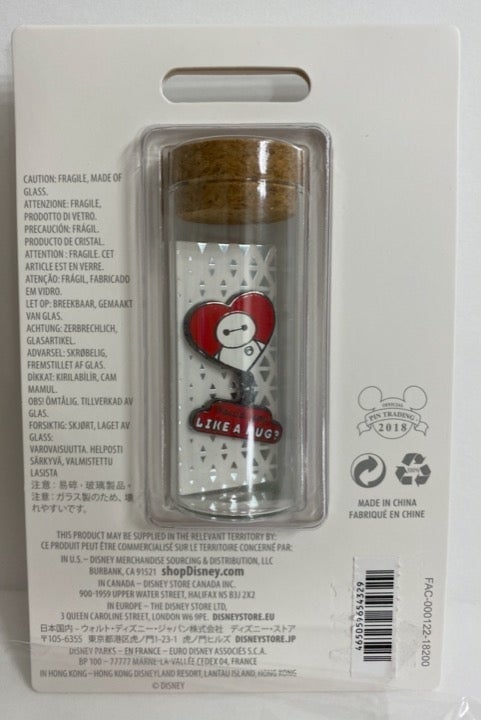 CAUTION: FRAGILE, MADE OF
GLASS.
ATTENZIONE: FRAGILE,
PRODOTTO DI VETRO.
PRECAUCIÓN: FRÁGIL.
PRODUCTO DE CRISTAL.
ATTENTION : FRAGILE. CET
ARTICLE EST EN VERRE.
ATENÇÃO: FRÁGIL, FABRICADO
EM VIDRO.
LET OP: BREEKBAAR, GEMAAKT
VAN GLAS.
ACHTUNG: ZERBRECHLICH,
GLASARTIKEL.
ADVARSEL: SKRØBELIG,
FREMSTILLET AF GLAS.
DİKKAT: KIRILABİLİR, CAM
MAMUL.
OBS! ÖMTÅLIG. TILLVERKAD AV
GLAS.
FORSIKTIG: SKJØRT, LAGET AV
GLASS:
VAROVAISUUTTA. HELPOSTI
SÄRKYVÄ, VALMISTETTU
LASISTA
注意：易碎·玻璃製品·
注意：ガラス製のため、壊
れやすいです。
LIKE A HUG?
OFFICIAL
PIN TRADING
2018
100%
MADE IN CHINA
FABRIQUÉ EN CHINE
THIS PRODUCT MAY BE SUPPLIED IN THE RELEVANT TERRITORY BY:
CE PRODUIT PEUT ÊTRE COMMERCIALISÉ SUR LE TERRITOIRE CONCERNÉ PAR:
IN U.S. – DISNEY MERCHANDISE SOURCING & DISTRIBUTION, LLC
BURBANK, CA 91521 shopDisney.com
IN CANADA – DISNEY STORE CANADA INC.
900-1959 UPPER WATER STREET, HALIFAX NS B3J 2X2
IN EUROPE – THE DISNEY STORE LTD,
3 QUEEN CAROLINE STREET, LONDON W6 9PE. DISNEYSTORE.EU
日本国内 – ウォルト・ディズニー・ジャパン株式会社 ディズニー・ストア
〒105-6355 東京都港区虎ノ門1-23-1 虎ノ門ヒルズ DISNEYSTORE.JP
DISNEY PARKS – EN FRANCE – EURO DISNEY ASSOCIÉS S.C.A.
BP 100 – 77777 MARNE-LA-VALLÉE CEDEX 04, FRANCE
IN HONG KONG – HONG KONG DISNEYLAND RESORT, LANTAU ISLAND, HONG KONG
© DISNEY
465059654329
FAC-000122-18200